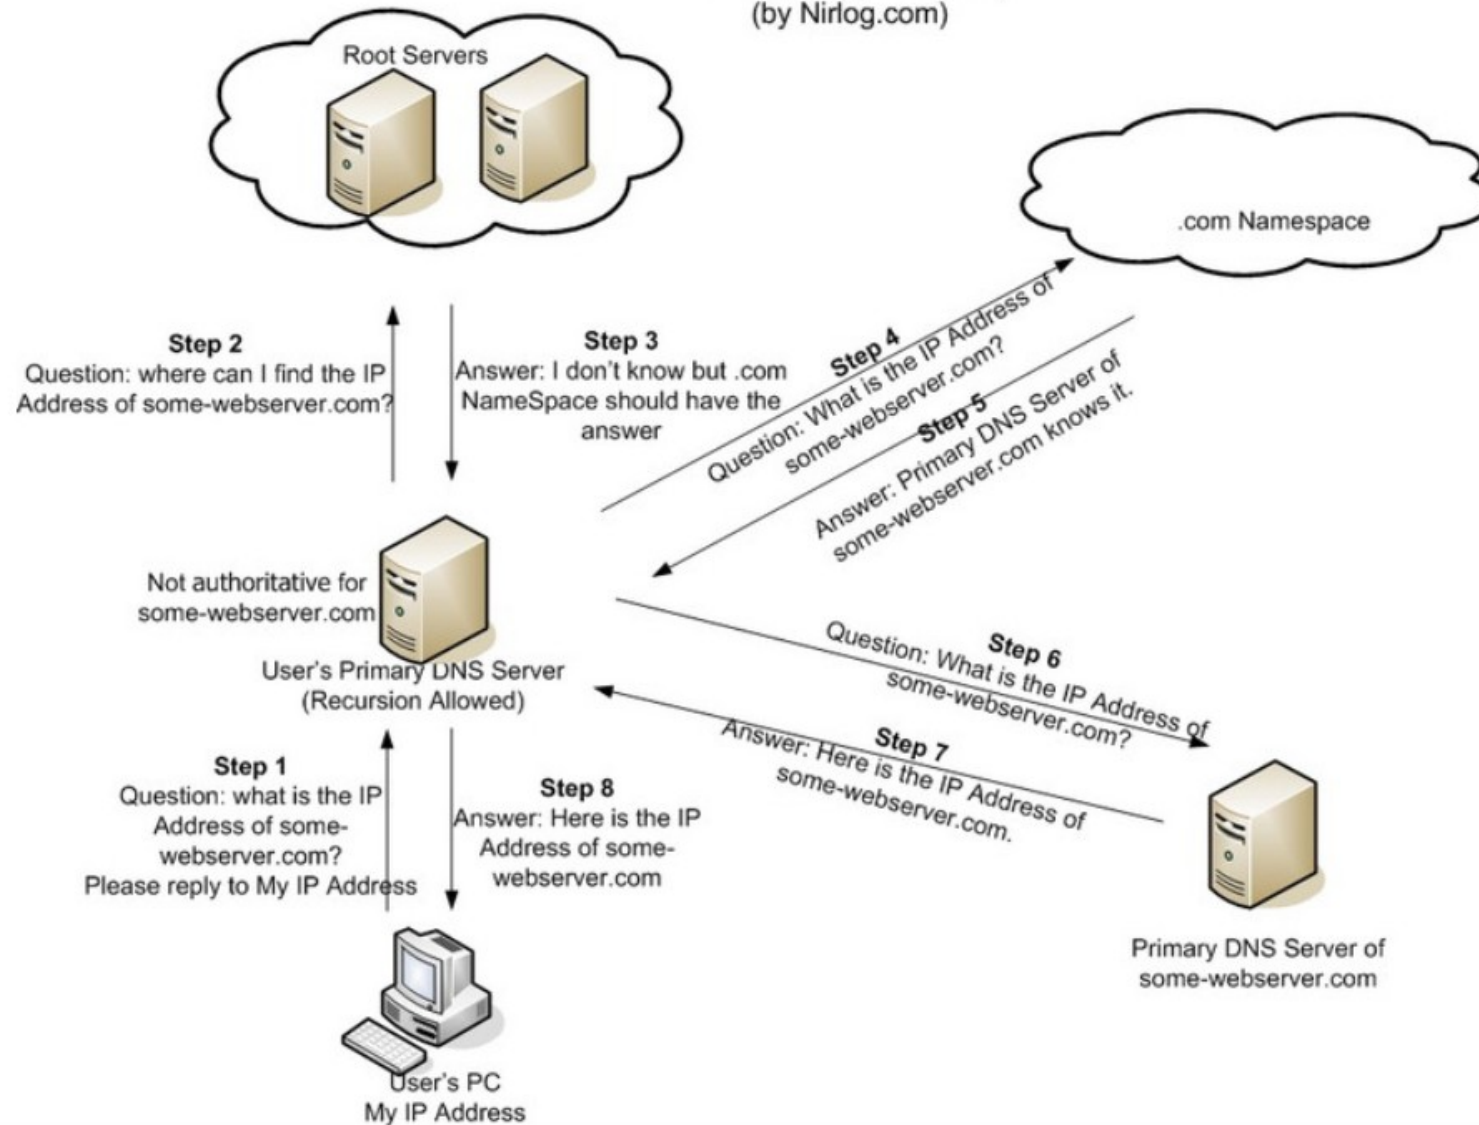 (by Nirlog.com)
Root Servers
.com Namespace
Step 2
Question: where can I find the IP
Address of some-webserver.com?
Step 3
Answer: I don't know but .com
NameSpace should have the
answer
Step 4
Question: What is the IP Address of
some-webserver.com?
Step 5
Answer: Primary DNS Server of
some-webserver.com knows it.
Not authoritative for
some-webserver.com
User's Primary DNS Server
(Recursion Allowed)
Step 6
Question: What is the IP Address of
some-webserver.com?
Step 7
Answer: Here is the IP Address of
some-webserver.com.
Step 1
Question: what is the IP
Address of some-
webserver.com?
Please reply to My IP Address
Step 8
Answer: Here is the IP
Address of some-
webserver.com
Primary DNS Server of
some-webserver.com
User's PC
My IP Address